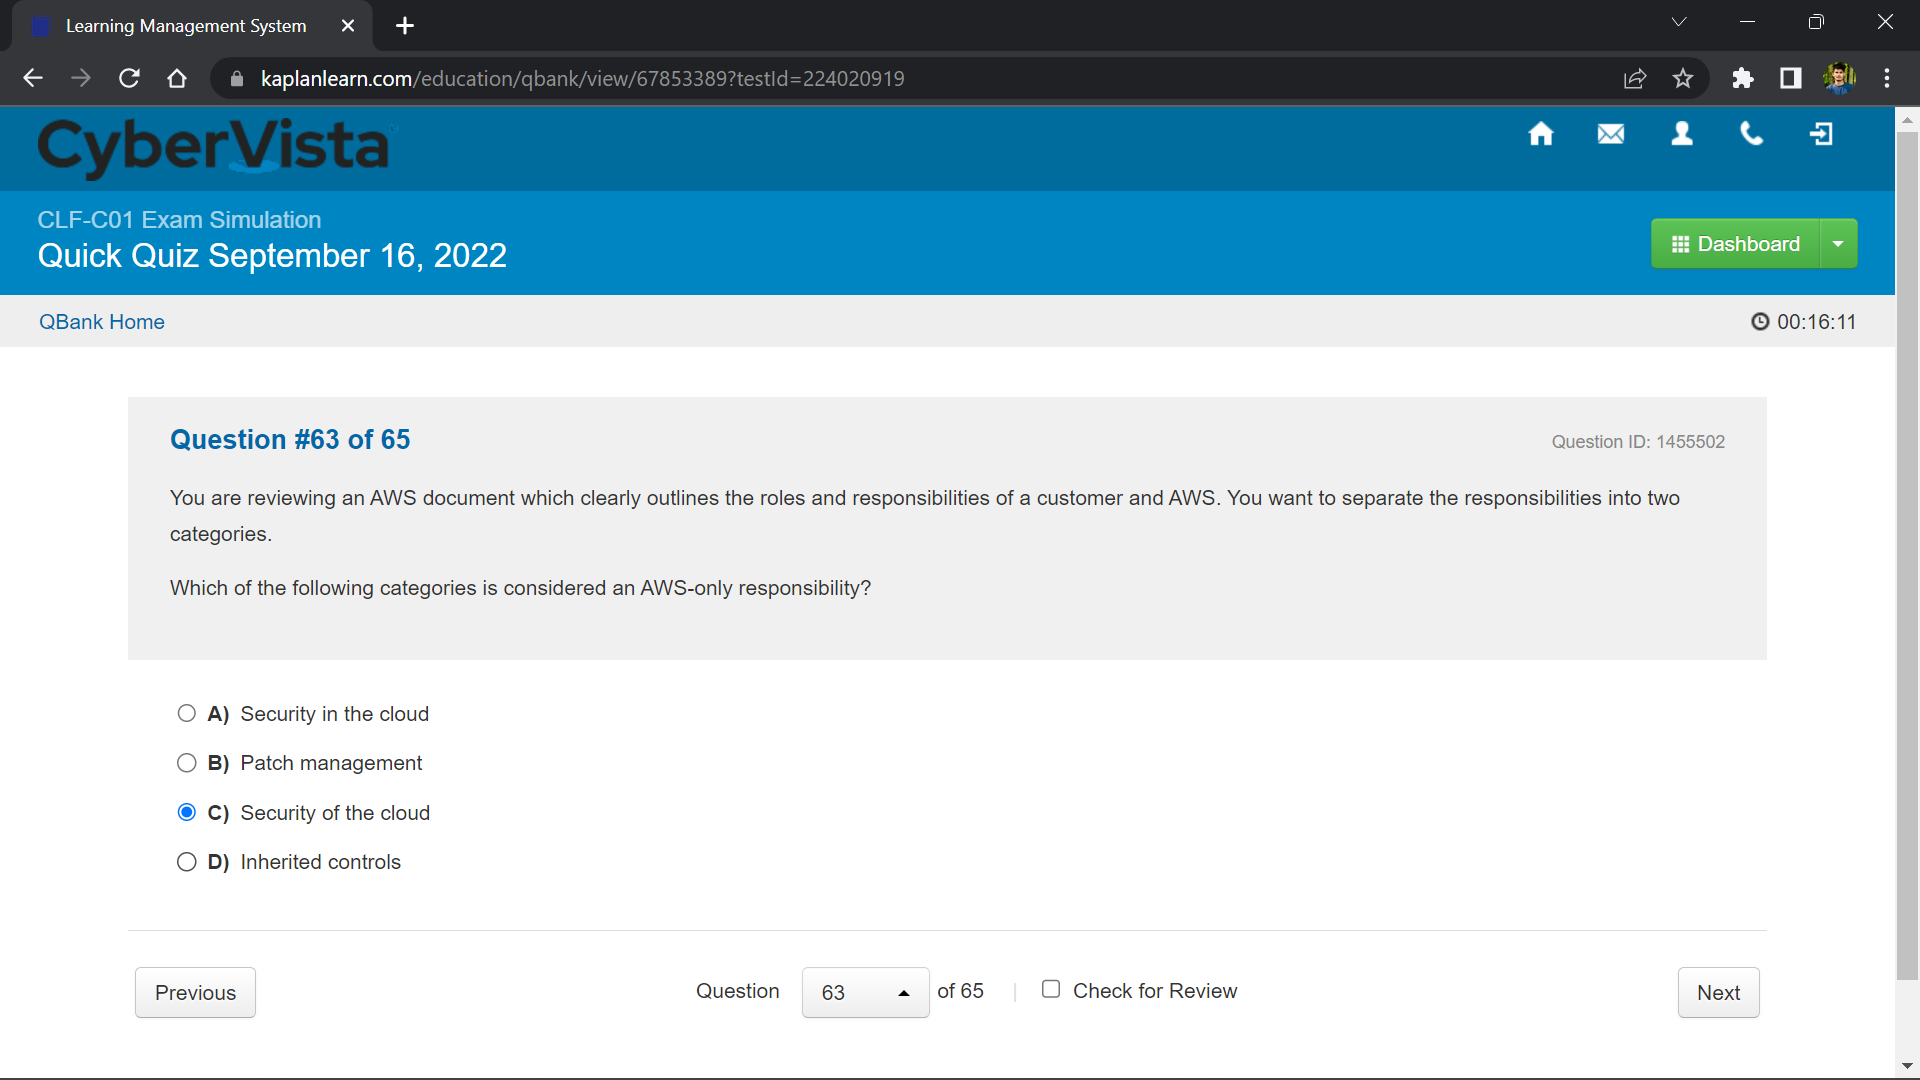 Learning Management System
kaplanlearn.com/education/qbank/view/67853389?testId=224020919
CyberVista
CLF-C01 Exam Simulation
Quick Quiz September 16, 2022
Dashboard
QBank Home
00:16:11
Question #63 of 65
Question ID: 1455502
You are reviewing an AWS document which clearly outlines the roles and responsibilities of a customer and AWS. You want to separate the responsibilities into two
categories.
Which of the following categories is considered an AWS-only responsibility?
A) Security in the cloud
B) Patch management
C) Security of the cloud
D) Inherited controls
Previous
Question 63 of 65 | Check for Review
Next